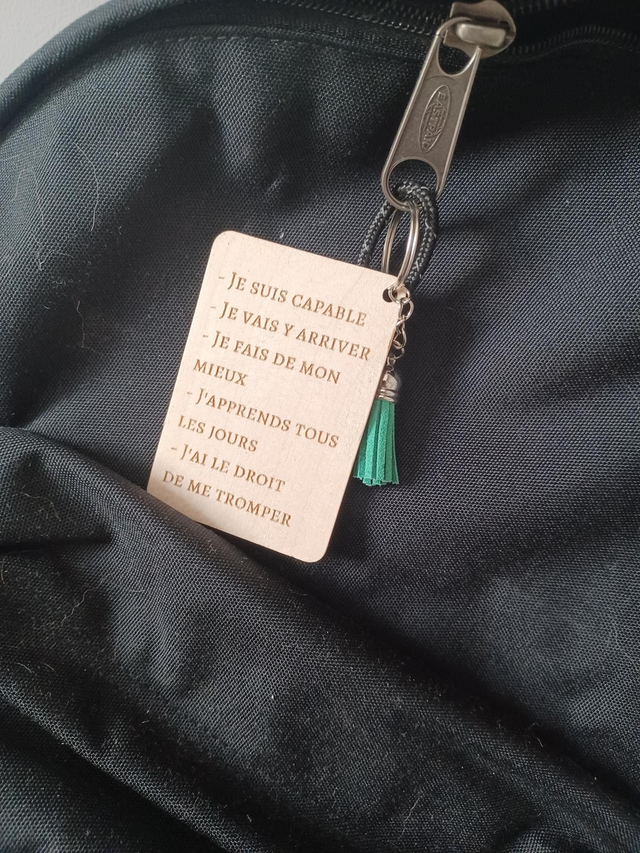 EASTPAK
- JE SUIS CAPABLE
- JE VAIS Y ARRIVER
- JE FAIS DE MON
MIEUX
- J'APPRENDS TOUS
LES JOURS
- J'AI LE DROIT
DE ME TROMPER